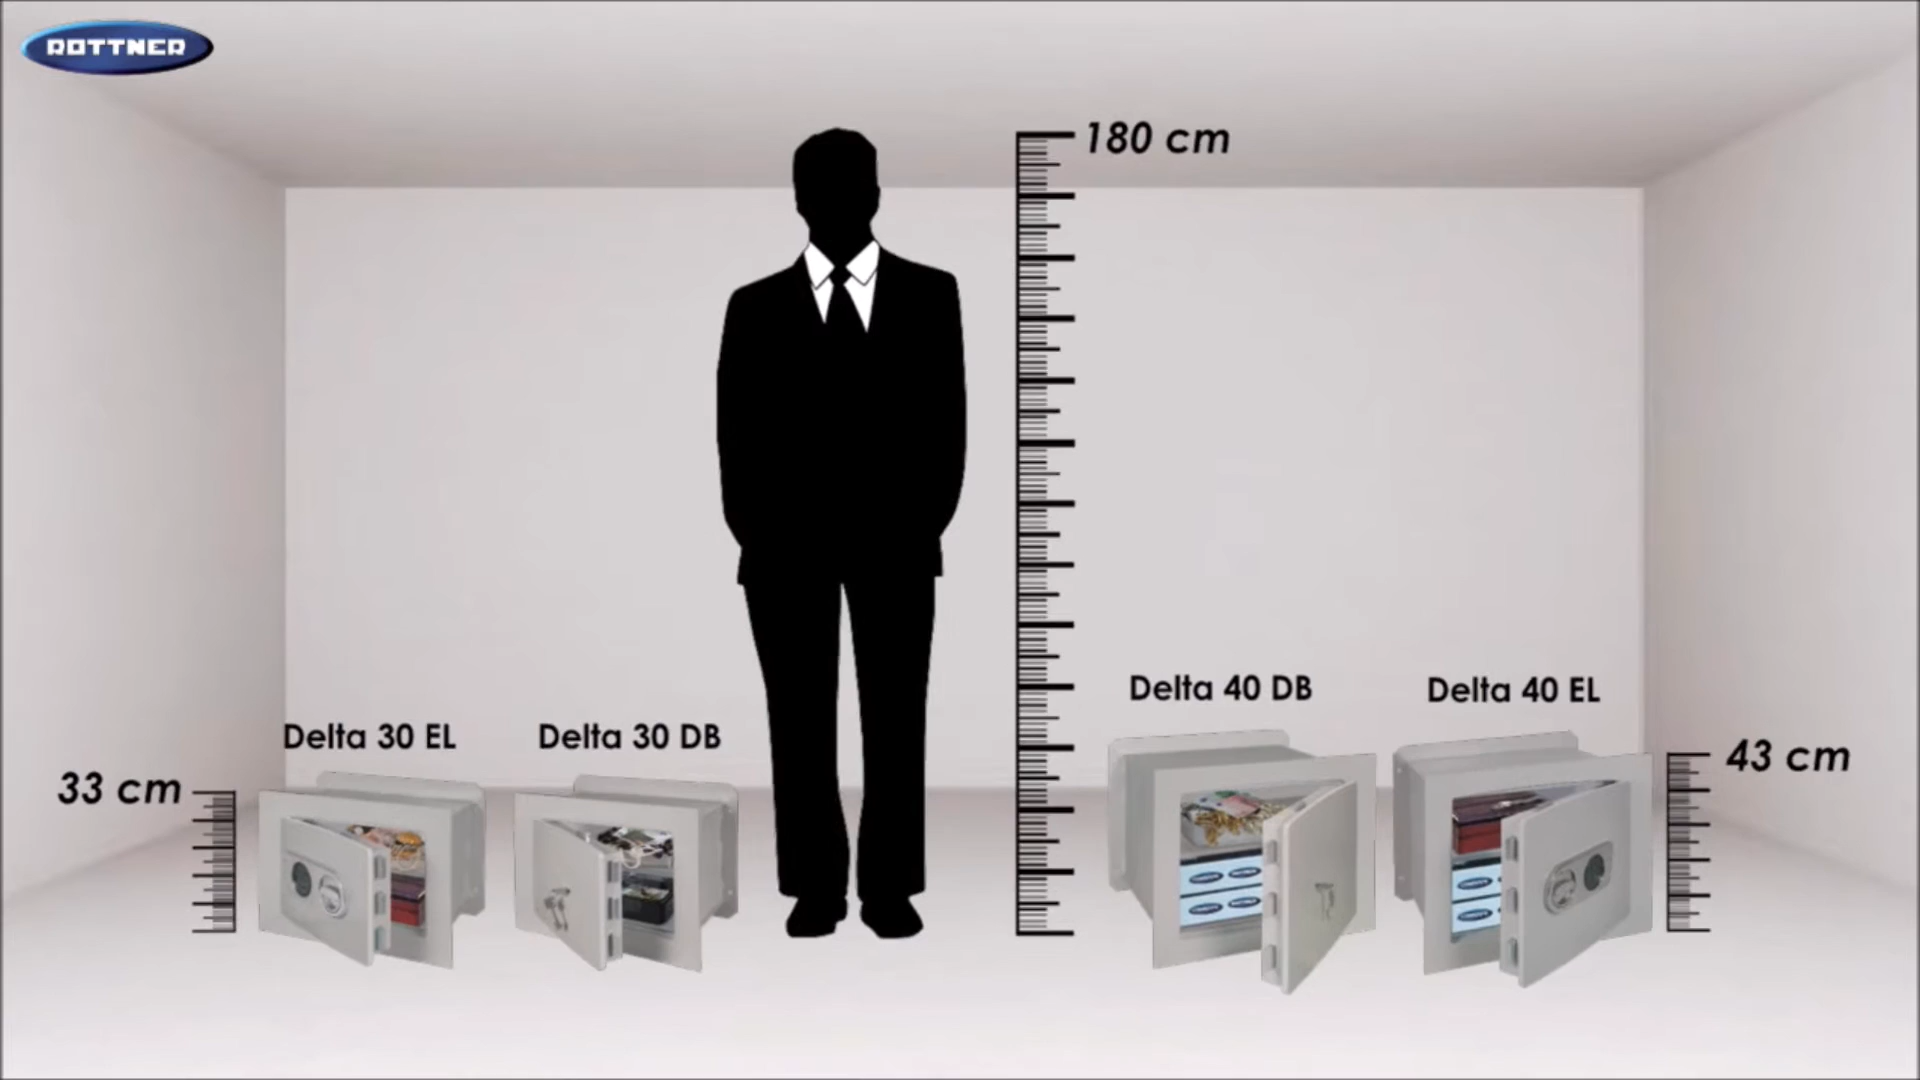 ROTTNER
180 cm
Delta 40 DB
Delta 40 EL
Delta 30 EL
Delta 30 DB
43 cm
33 cm